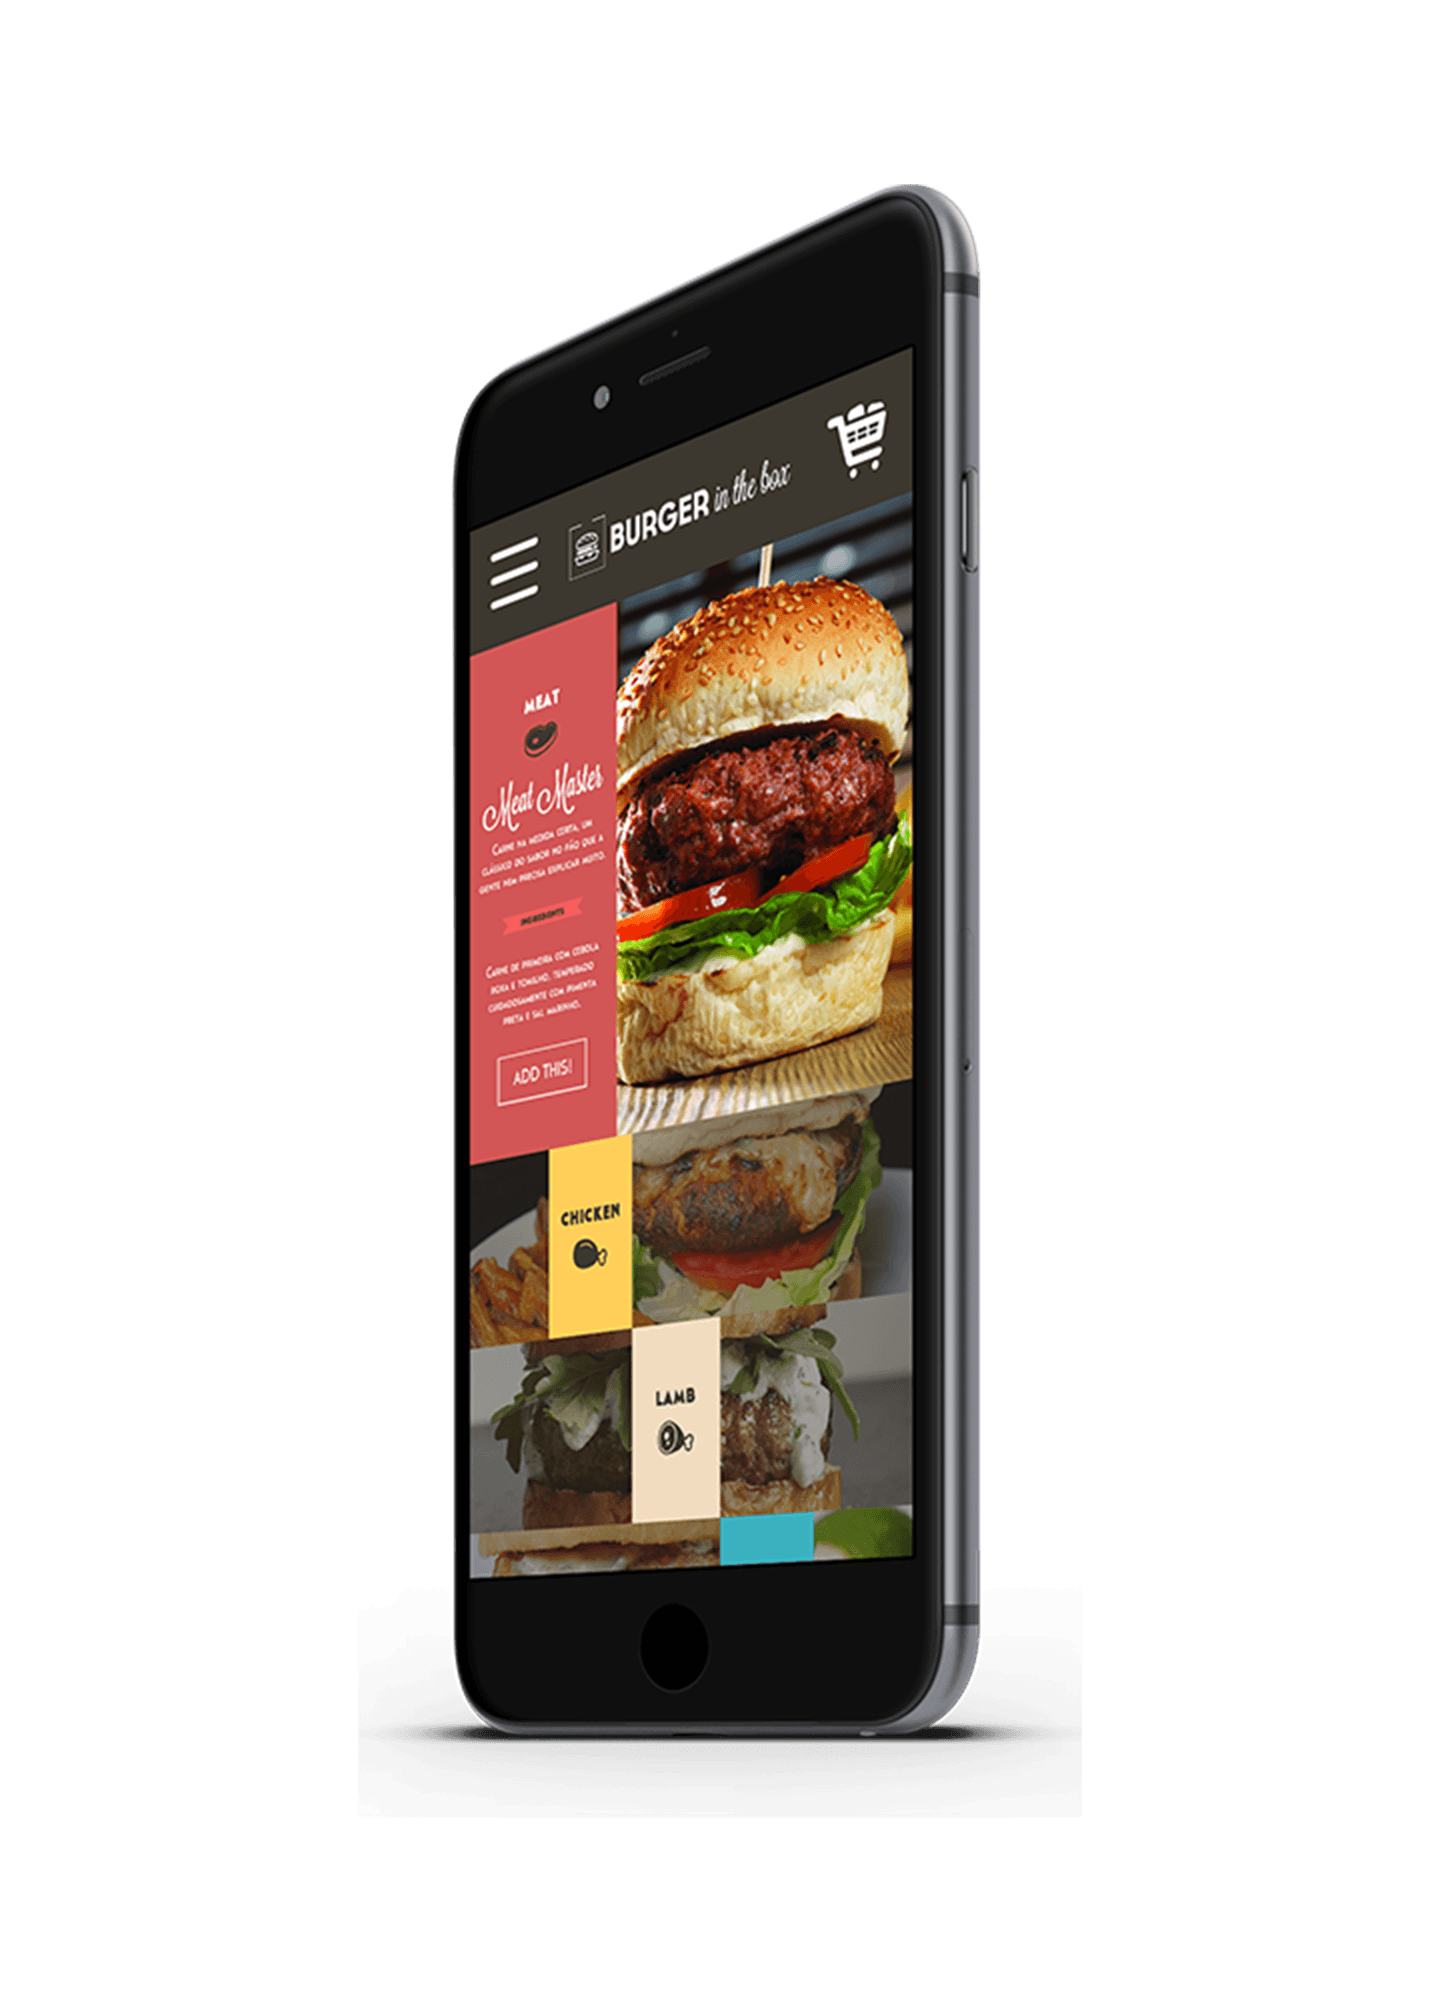 BURGER in the box
MEAT
Meat Master
CARNE NA MEDIDA CERTA, UM
CLÁSSICO DO SABOR NO PÃO QUE A
GENTE NEM PRECISA EXPLICAR MUITO.
INGREDIENTS
CARNE DE PRIMEIRA COM CEBOLA
ROXA E TOMILHO, TEMPERADO
CUIDADOSAMENTE COM PIMENTA
PRETA E SAL MARINHO.
ADD THIS!
CHICKEN
LAMB